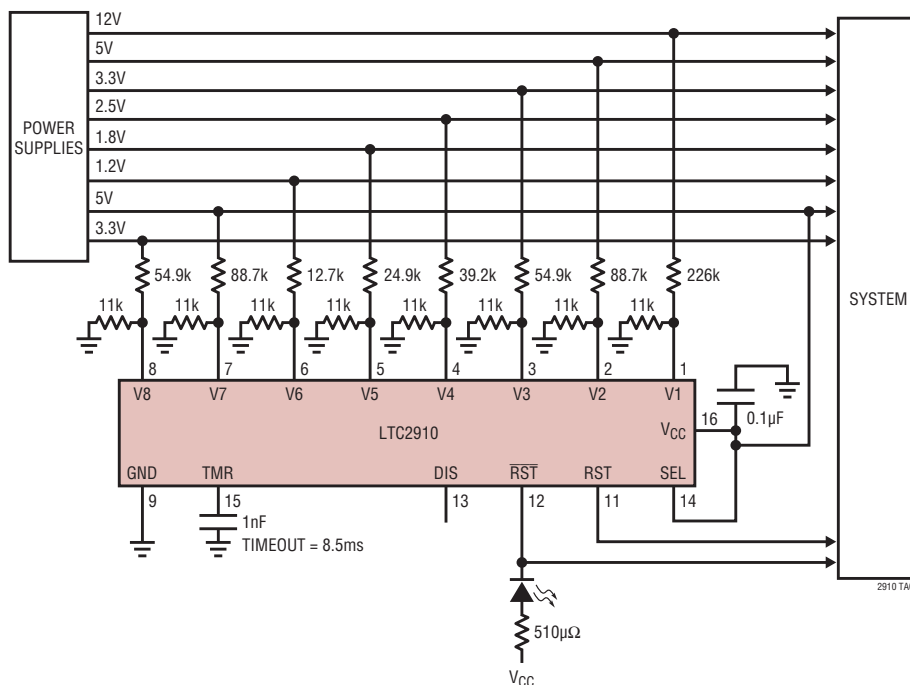 12V
5V
3.3V
2.5V
1.8V
1.2V
5V
3.3V
POWER
SUPPLIES
SYSTEM
54.9k 88.7k 12.7k 24.9k 39.2k 54.9k 88.7k 226k
11k 11k 11k 11k 11k 11k 11k 11k
8 7 6 5 4 3 2 1
V8 V7 V6 V5 V4 V3 V2 V1
LTC2910
VCC
16
0.1µF
GND TMR DIS RST RST SEL
9 15 13 12 11 14
1nF
TIMEOUT = 8.5ms
510µΩ
VCC
2910 TA